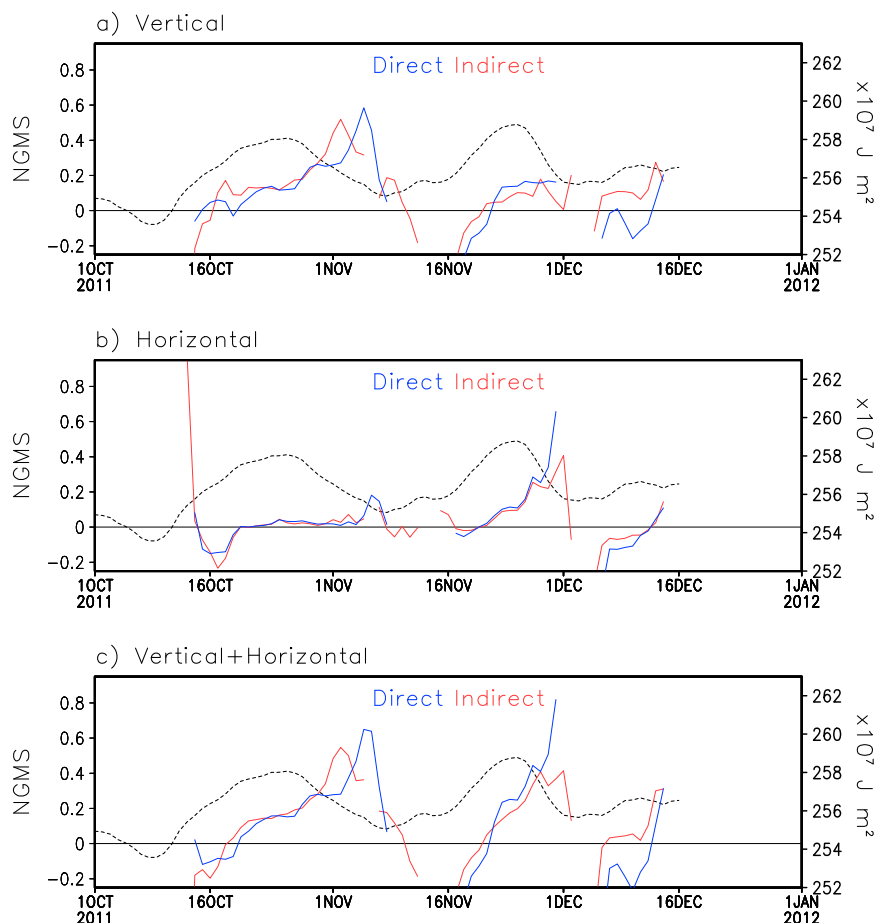 a) Vertical
Direct Indirect
NGMS
0.8
0.6
0.4
0.2
0
-0.2
262
260
258
256
254
252
x10⁷ J m²
1OCT 16OCT 1NOV 16NOV 1DEC 16DEC 1JAN
2011 2012
b) Horizontal
Direct Indirect
NGMS
0.8
0.6
0.4
0.2
0
-0.2
262
260
258
256
254
252
x10⁷ J m²
1OCT 16OCT 1NOV 16NOV 1DEC 16DEC 1JAN
2011 2012
c) Vertical+Horizontal
Direct Indirect
NGMS
0.8
0.6
0.4
0.2
0
-0.2
262
260
258
256
254
252
x10⁷ J m²
1OCT 16OCT 1NOV 16NOV 1DEC 16DEC 1JAN
2011 2012